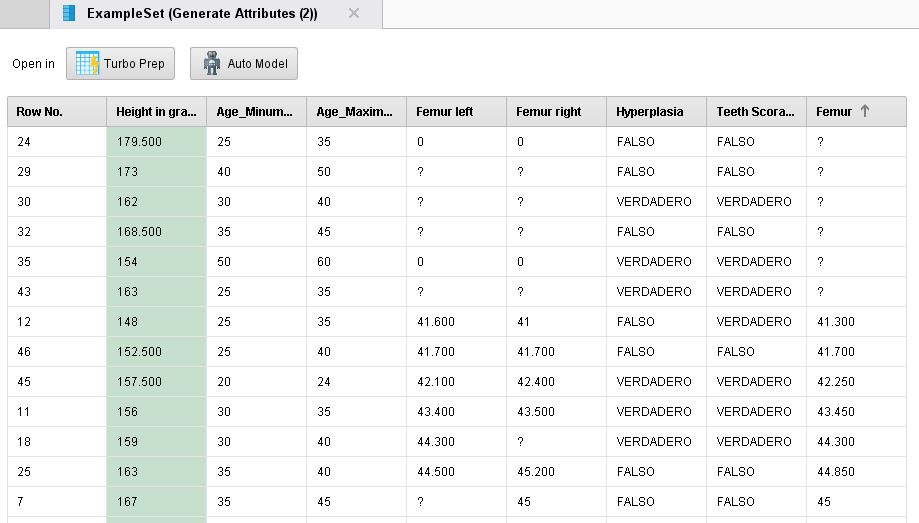 ExampleSet (Generate Attributes (2))
Open in Turbo Prep Auto Model
Row No. Height in gra... Age_Minum... Age_Maxim... Femur left Femur right Hyperplasia Teeth Scora... Femur ↑
24 179.500 25 35 0 0 FALSO FALSO ?
29 173 40 50 ? ? FALSO FALSO ?
30 162 30 40 ? ? VERDADERO VERDADERO ?
32 168.500 35 45 ? ? FALSO FALSO ?
35 154 50 60 0 0 VERDADERO VERDADERO ?
43 163 25 35 ? ? VERDADERO VERDADERO ?
12 148 25 35 41.600 41 FALSO VERDADERO 41.300
46 152.500 25 40 41.700 41.700 FALSO FALSO 41.700
45 157.500 20 24 42.100 42.400 VERDADERO VERDADERO 42.250
11 156 30 35 43.400 43.500 VERDADERO VERDADERO 43.450
18 159 30 40 44.300 ? VERDADERO VERDADERO 44.300
25 163 35 40 44.500 45.200 FALSO FALSO 44.850
7 167 35 45 ? 45 FALSO FALSO 45